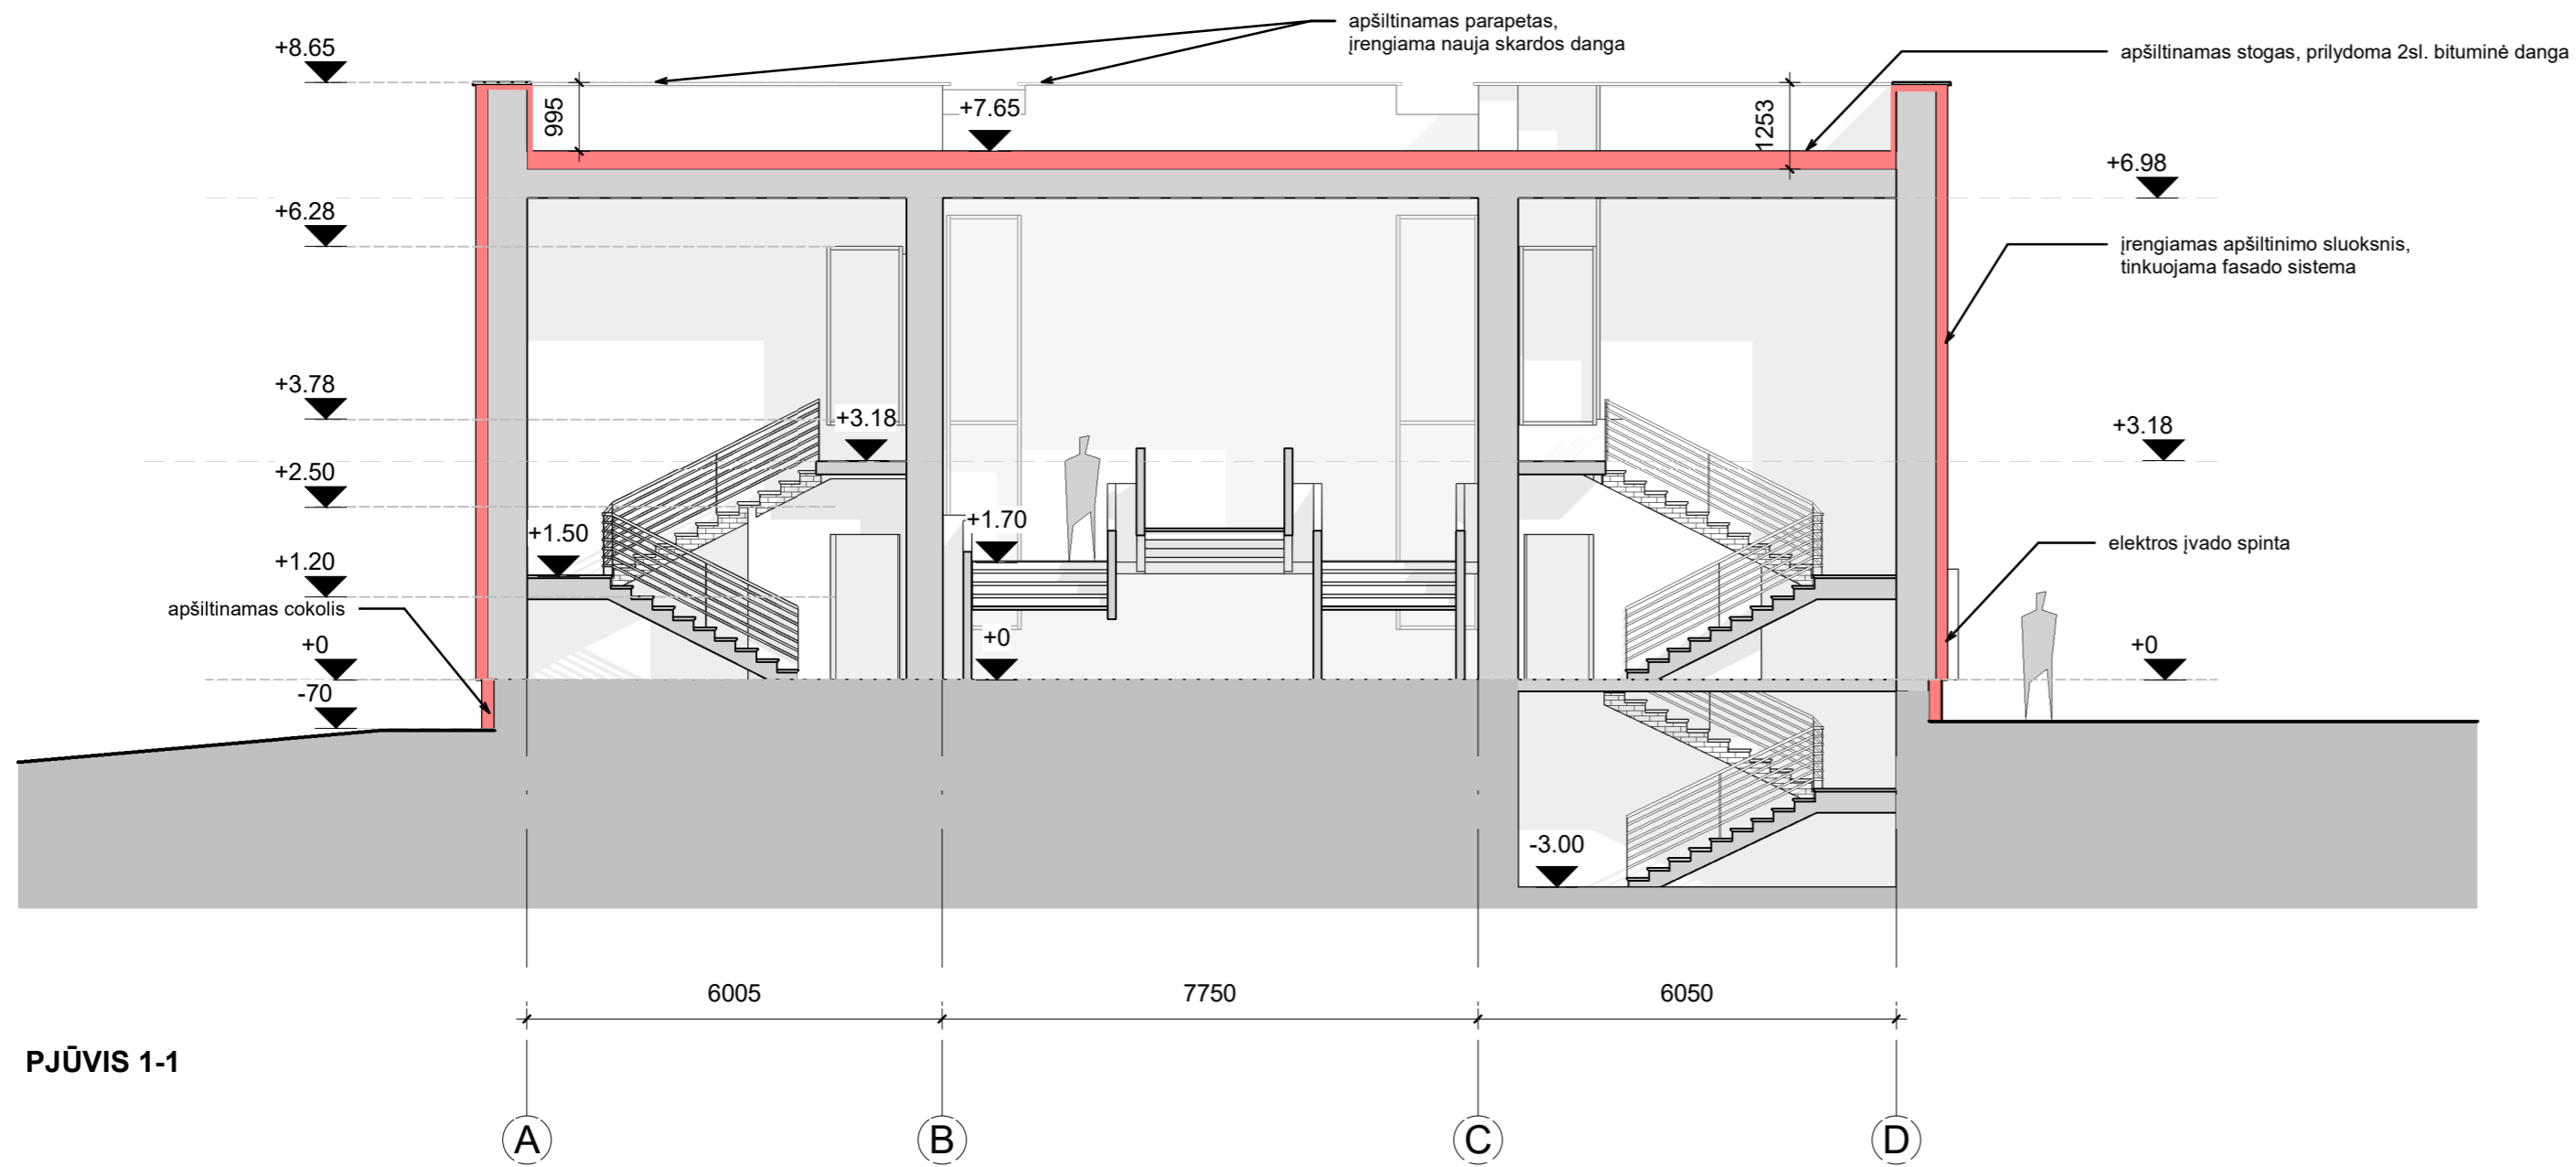 apšiltinamas parapetas,
įrengiama nauja skardos danga
+8.65
apšiltinamas stogas, prilydoma 2sl. bituminė danga
995
+7.65
1253
+6.98
+6.28
įrengiamas apšiltinimo sluoksnis,
tinkuojama fasado sistema
+3.78
+3.18
+3.18
+2.50
+1.70
+1.50
elektros įvado spinta
+1.20
apšiltinamas cokolis
+0
+0
+0
-70
-3.00
6005
7750
6050
PJŪVIS 1-1
A
B
C
D